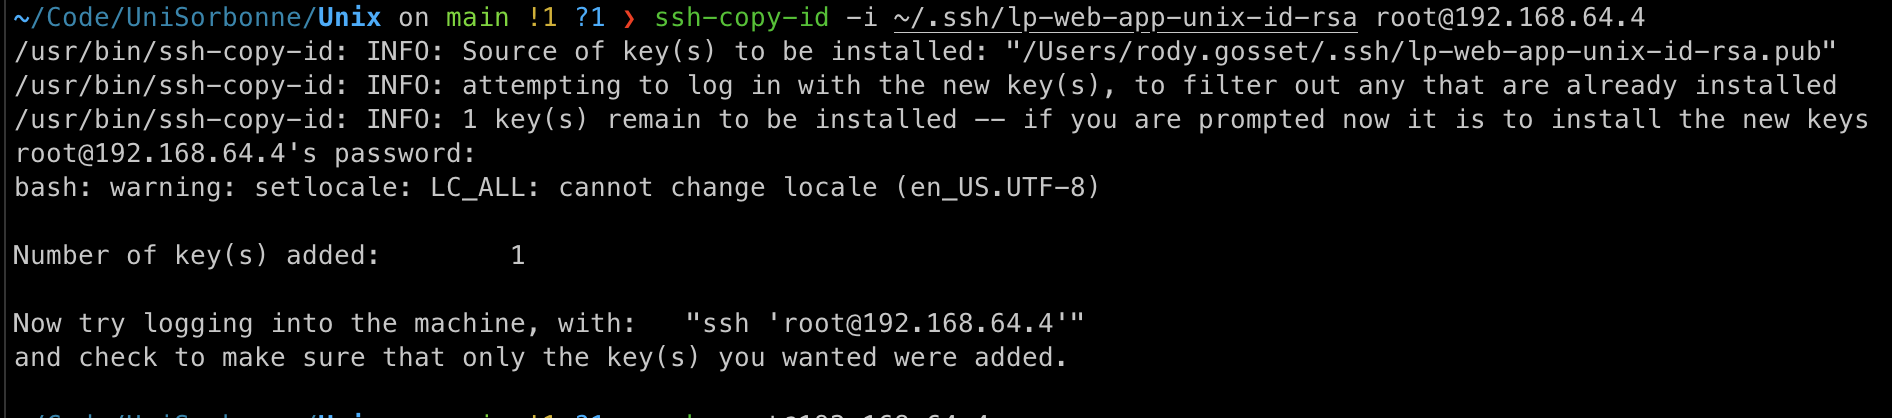 ~/Code/UniSorbonne/Unix on main !1 ?1 ❯ ssh-copy-id -i ~/.ssh/lp-web-app-unix-id-rsa root@192.168.64.4
/usr/bin/ssh-copy-id: INFO: Source of key(s) to be installed: "/Users/rody.gosset/.ssh/lp-web-app-unix-id-rsa.pub"
/usr/bin/ssh-copy-id: INFO: attempting to log in with the new key(s), to filter out any that are already installed
/usr/bin/ssh-copy-id: INFO: 1 key(s) remain to be installed -- if you are prompted now it is to install the new keys
root@192.168.64.4's password:
bash: warning: setlocale: LC_ALL: cannot change locale (en_US.UTF-8)
Number of key(s) added:        1
Now try logging into the machine, with:   "ssh 'root@192.168.64.4'"
and check to make sure that only the key(s) you wanted were added.